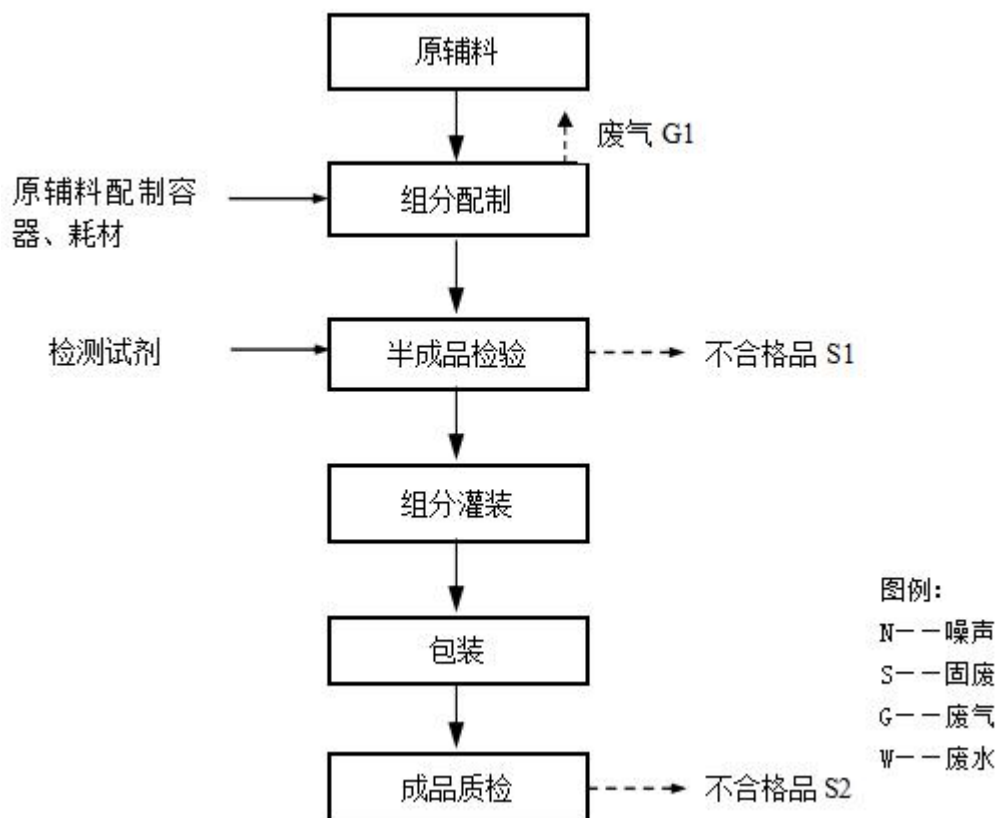 原辅料
废气 G1
原辅料配制容
器、耗材
组分配制
检测试剂
半成品检验
不合格品 S1
组分灌装
包装
成品质检
不合格品 S2
图例：
N——噪声
S——固废
G——废气
W——废水